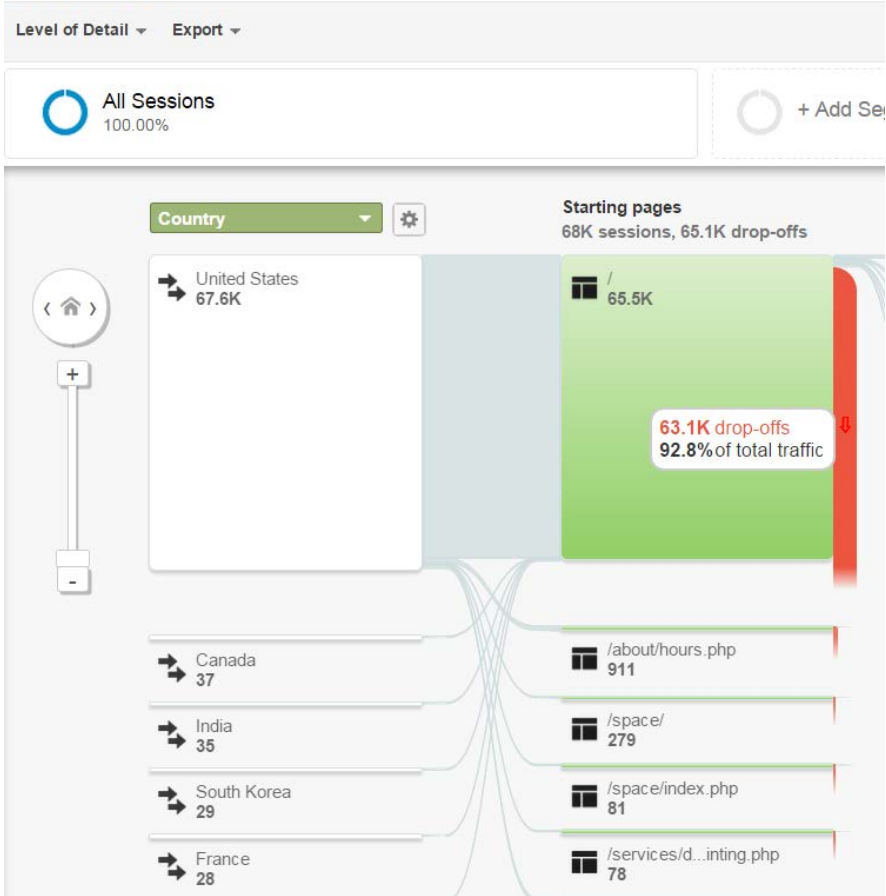 Level of Detail Export
All Sessions
100.00%
+ Add Seg
Country
Starting pages
68K sessions, 65.1K drop-offs
United States
67.6K
/
65.5K
63.1K drop-offs
92.8% of total traffic
+
-
Canada
37
/about/hours.php
911
India
35
/space/
279
South Korea
29
/space/index.php
81
France
28
/services/d...inting.php
78